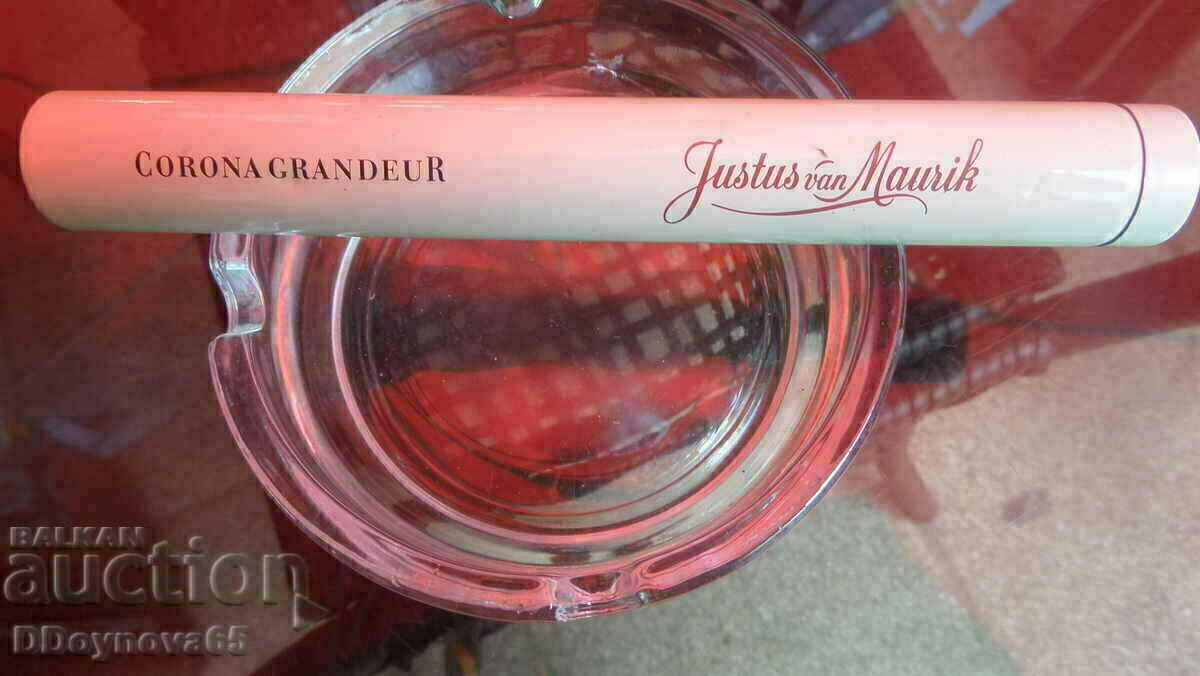 CORONA GRANDEUR
Justus van Maurik
BALKAN
auction
DDoynova65